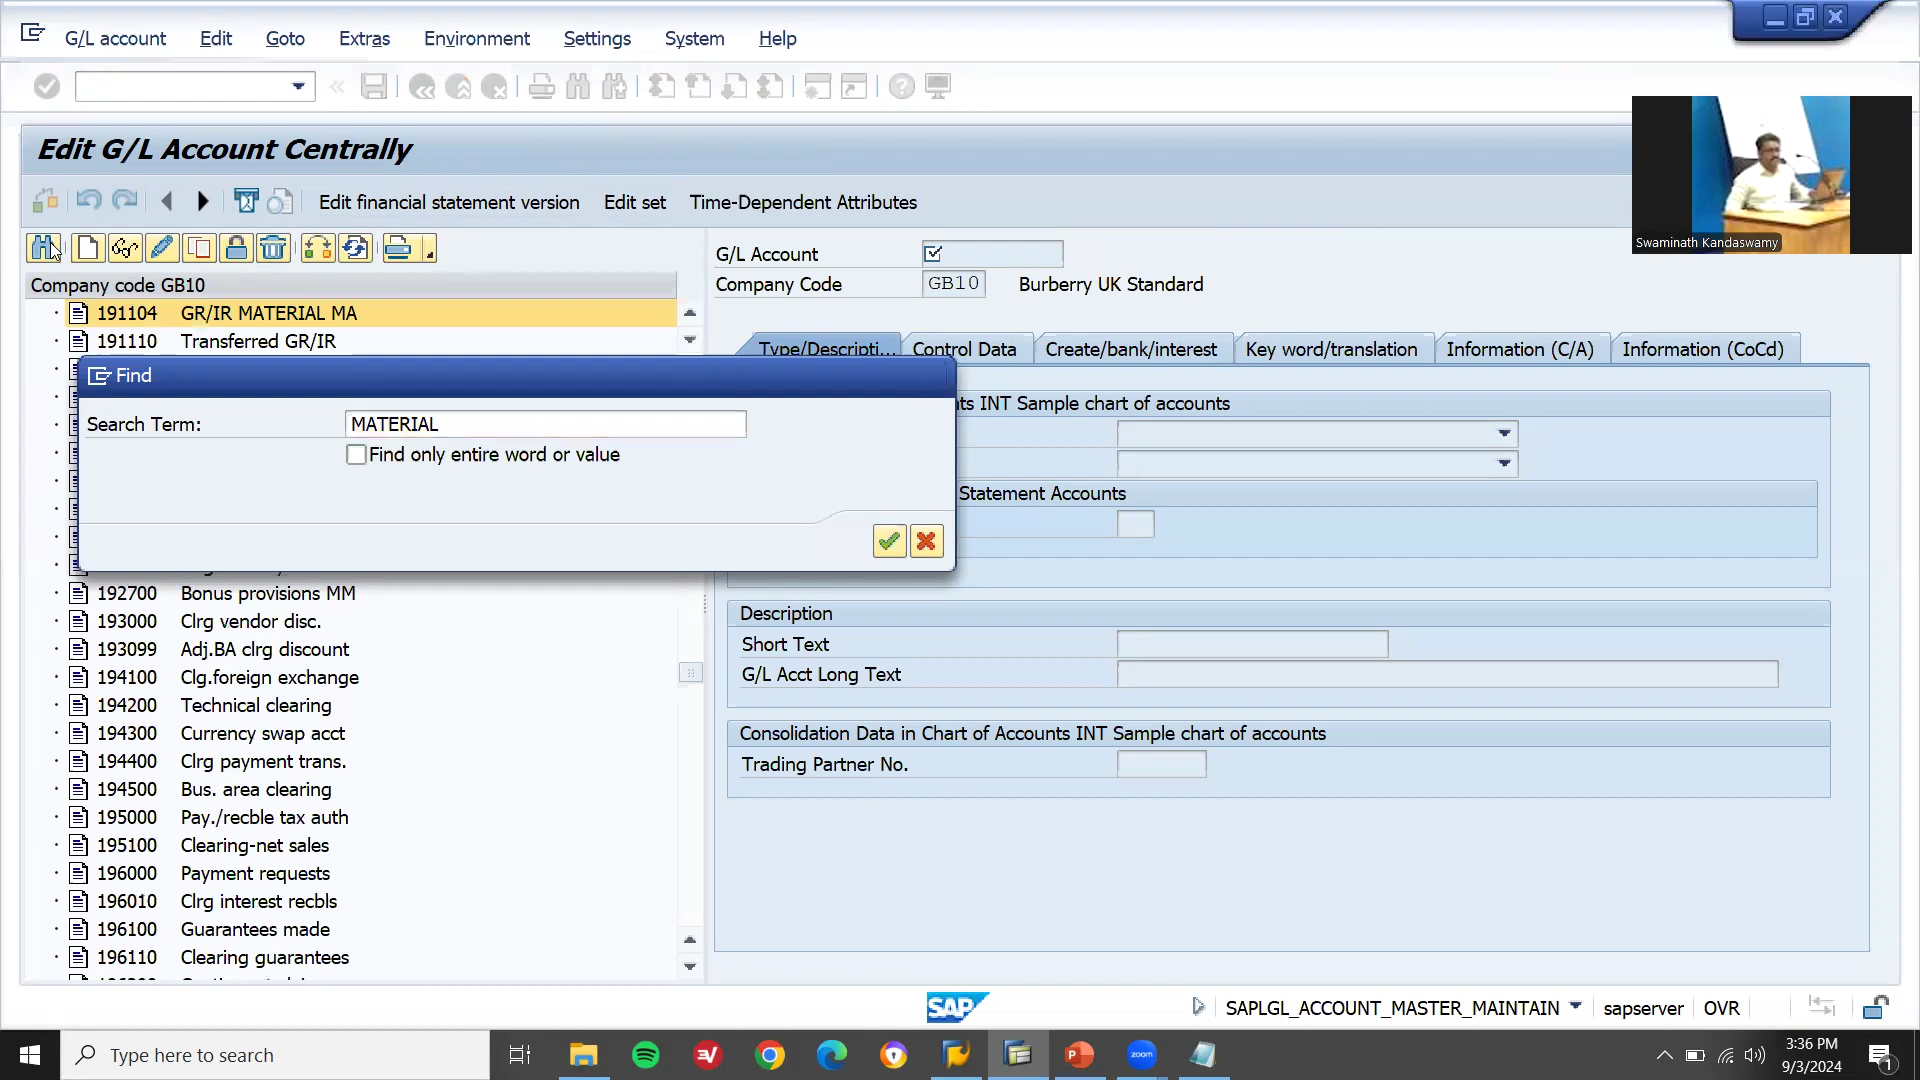 G/L account Edit Goto Extras Environment Settings System Help
Edit G/L Account Centrally
Edit financial statement version Edit set Time-Dependent Attributes
Swaminath Kandaswamy
Company code GB10
191104 GR/IR MATERIAL MA
191110 Transferred GR/IR
Find
Search Term: MATERIAL
Find only entire word or value
192700 Bonus provisions MM
193000 Clrg vendor disc.
193099 Adj.BA clrg discount
194100 Clg.foreign exchange
194200 Technical clearing
194300 Currency swap acct
194400 Clrg payment trans.
194500 Bus. area clearing
195000 Pay./recble tax auth
195100 Clearing-net sales
196000 Payment requests
196010 Clrg interest recbls
196100 Guarantees made
196110 Clearing guarantees
G/L Account
Company Code GB10 Burberry UK Standard
Type/Descripti... Control Data Create/bank/interest Key word/translation Information (C/A) Information (CoCd)
ts INT Sample chart of accounts
Statement Accounts
Description
Short Text
G/L Acct Long Text
Consolidation Data in Chart of Accounts INT Sample chart of accounts
Trading Partner No.
SAP
SAPLGL_ACCOUNT_MASTER_MAINTAIN sapserver OVR
Type here to search
zoom
3:36 PM
9/3/2024
1